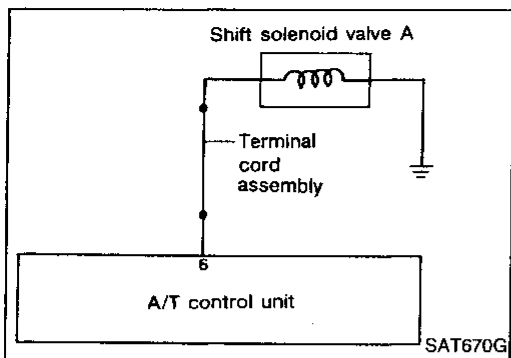 Shift solenoid valve A
Terminal
cord
assembly
6
A/T control unit
SAT670G